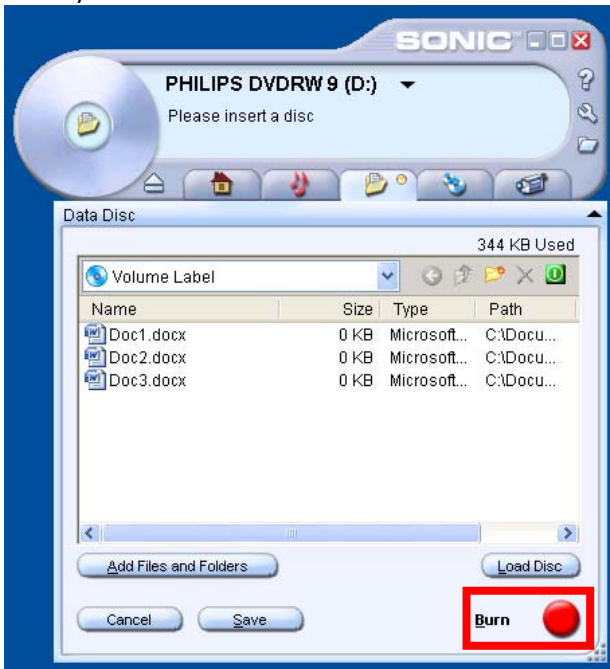 SONIC
PHILIPS DVDRW 9 (D:)
Please insert a disc
Data Disc
344 KB Used
Volume Label
Name Size Type Path
Doc1.docx 0 KB Microsoft... C:\Docu...
Doc2.docx 0 KB Microsoft... C:\Docu...
Doc3.docx 0 KB Microsoft... C:\Docu...
Add Files and Folders Load Disc
Cancel Save Burn